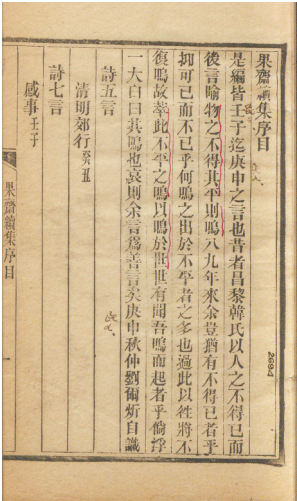 果齋續集序目
是編皆壬子迄庚申之言也昔者昌黎韓氏以人之不得已而
後言喻物之不得其平則鳴八九年來余豈猶有不得已者乎
抑可已而不已乎何鳴之出於不平者之多也過此以往將不
復鳴故萃此不平之鳴以鳴於世世有聞吾鳴而起者乎倘浮
一大白曰其鳴也哀則余言爲善言矣庚申秋仲劉爾炘自識
詩五言
清明郊行癸丑
詩七言
感事壬子
果齋續集序目
一
2694